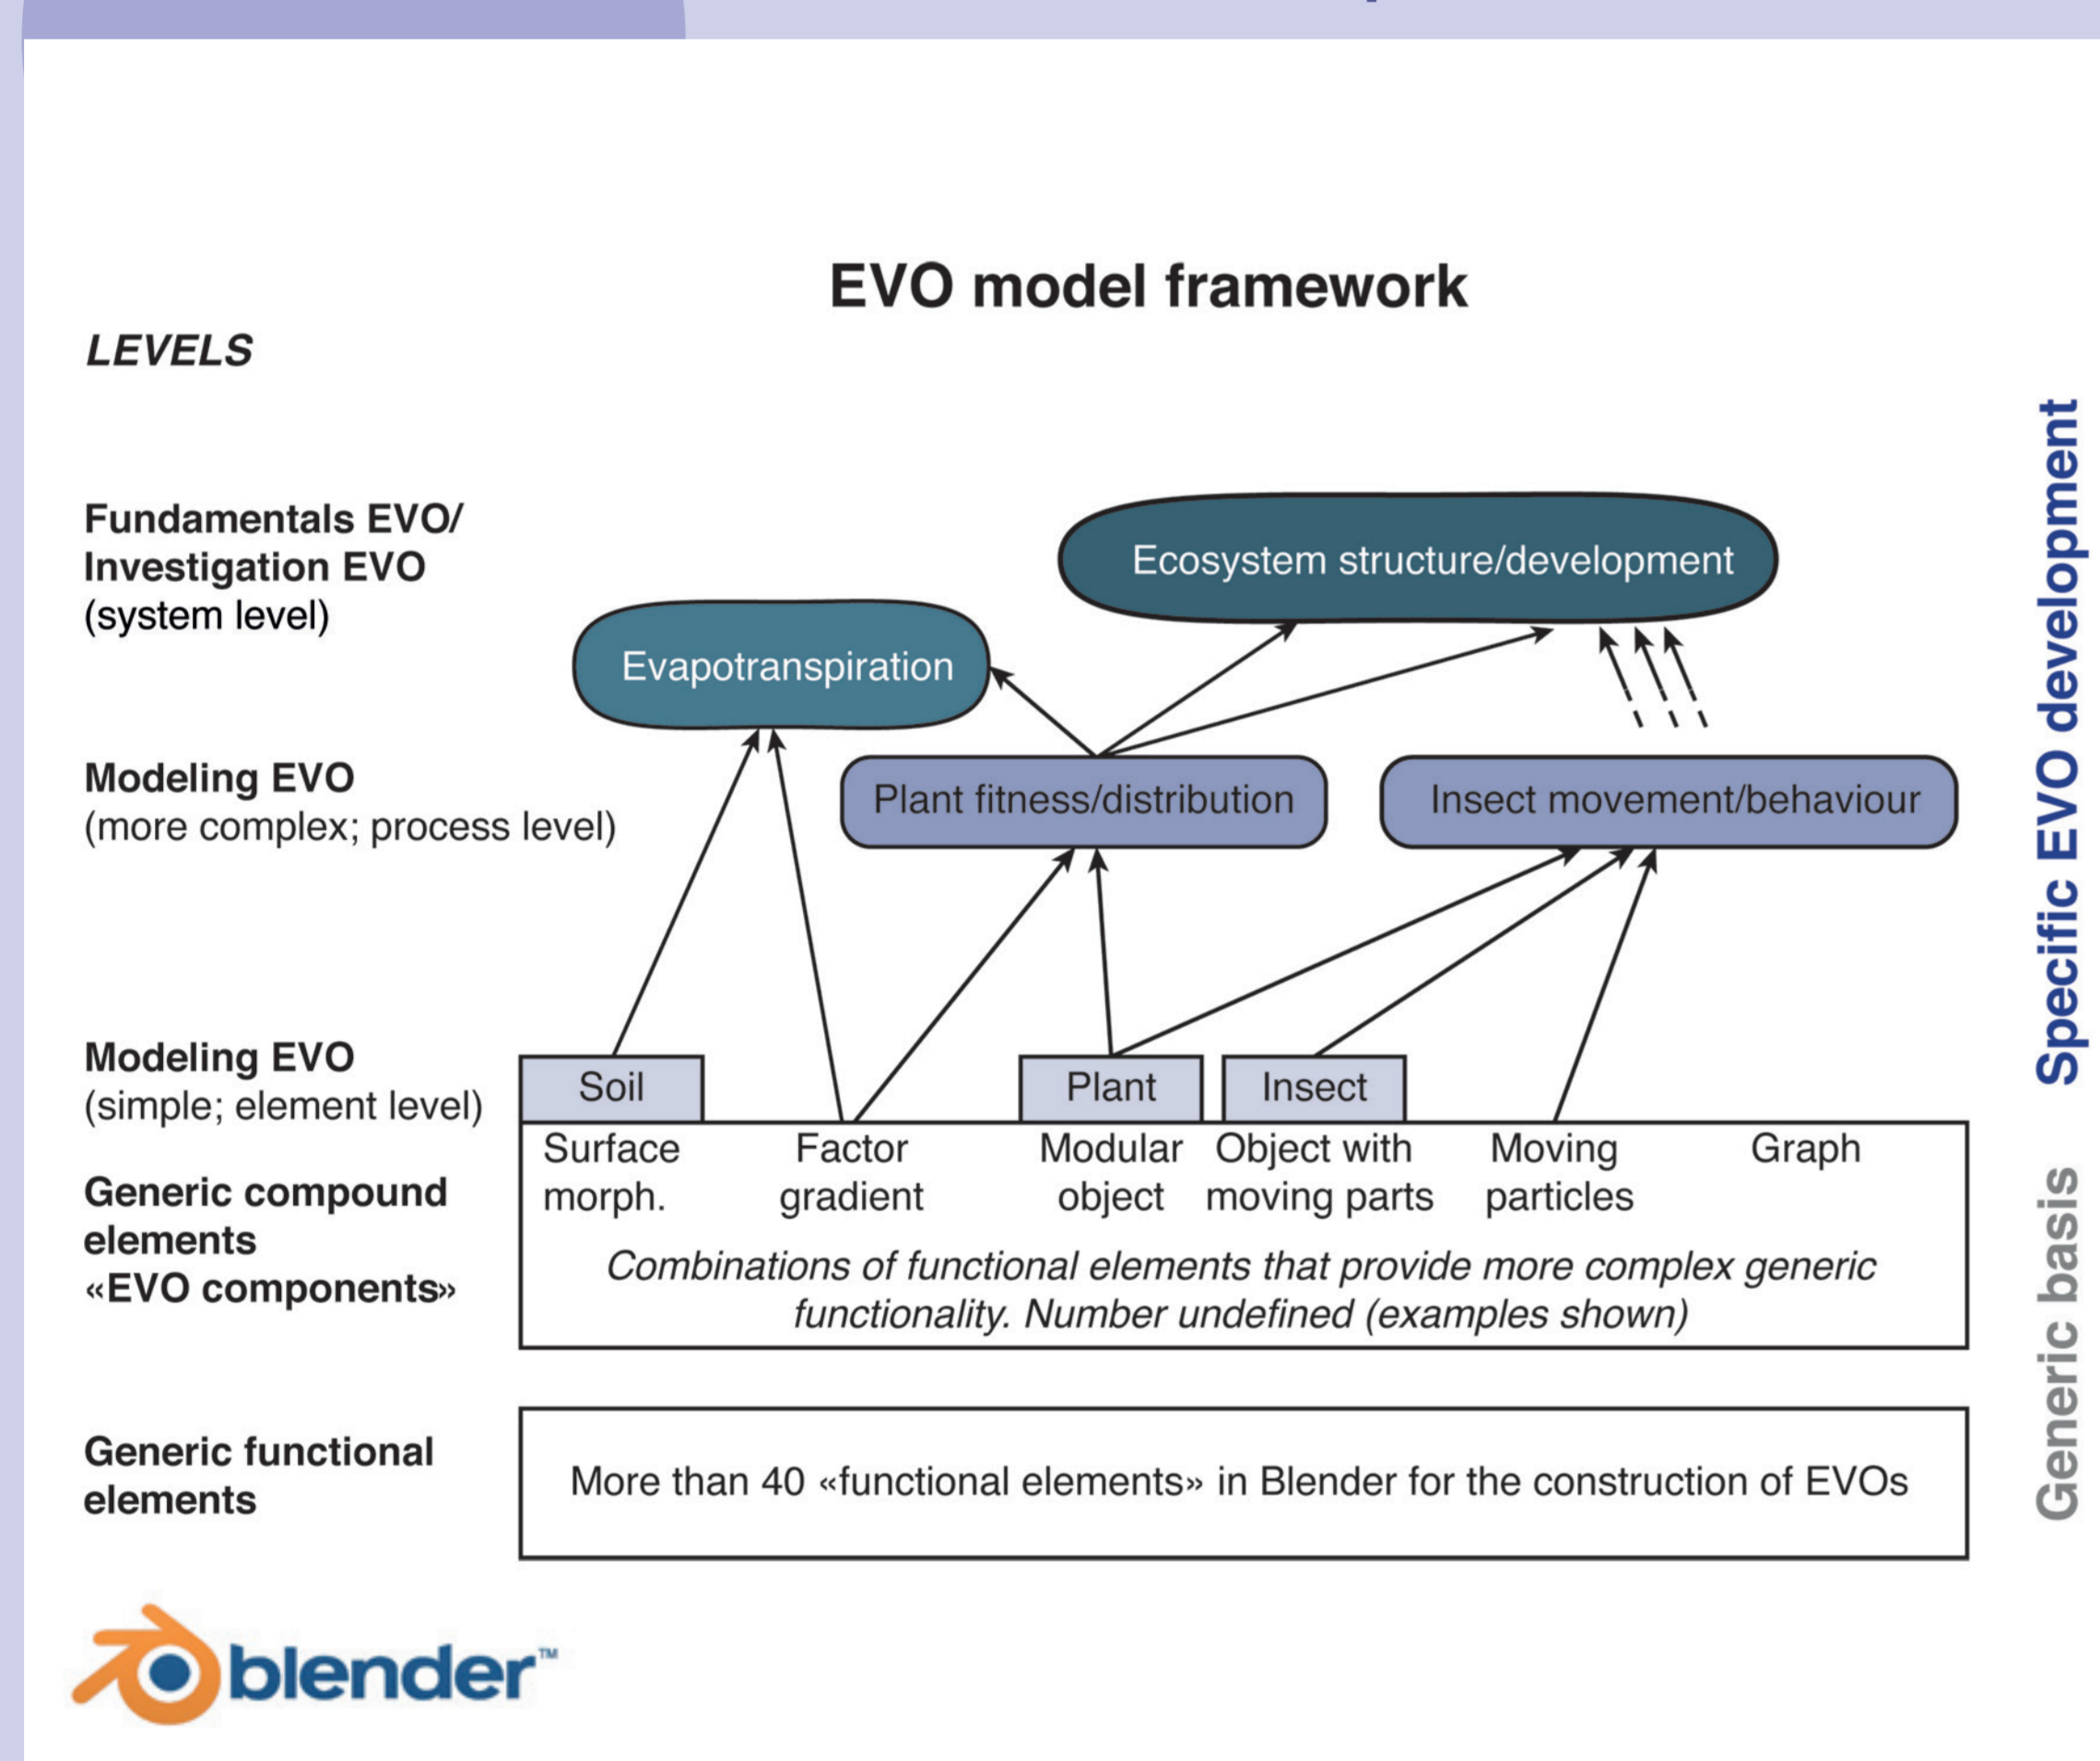 EVO model framework
LEVELS
Fundamentals EVO/
Investigation EVO
(system level)
Ecosystem structure/development
Evapotranspiration
Modeling EVO
(more complex; process level)
Plant fitness/distribution
Insect movement/behaviour
Modeling EVO
(simple; element level)
Soil
Plant
Insect
Surface
morph.
Factor
gradient
Modular
object
Object with
moving parts
Moving
particles
Graph
Generic compound
elements
«EVO components»
Combinations of functional elements that provide more complex generic
functionality. Number undefined (examples shown)
Generic functional
elements
More than 40 «functional elements» in Blender for the construction of EVOs
Specific EVO development
Generic basis
blender™